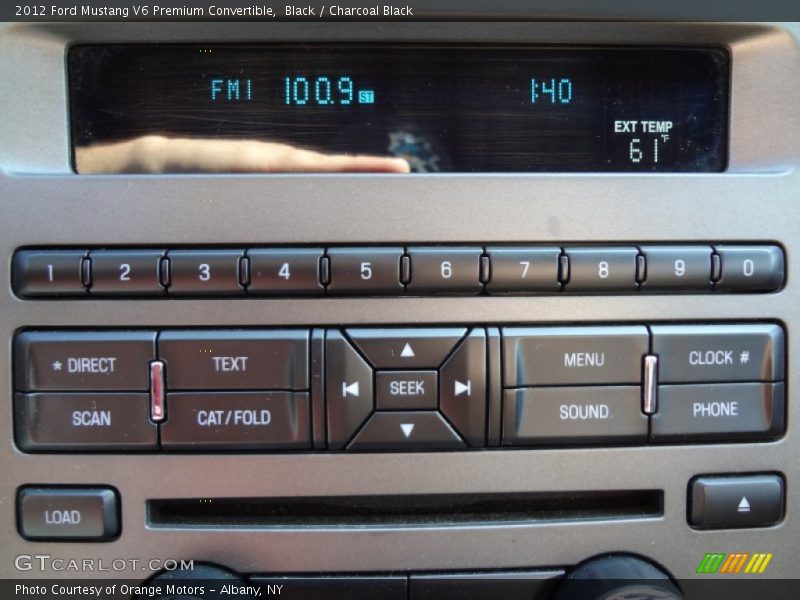 2012 Ford Mustang V6 Premium Convertible, Black / Charcoal Black
FM1 100.9 ST 1:40
EXT TEMP
61°F
1 2 3 4 5 6 7 8 9 0
* DIRECT TEXT MENU CLOCK #
SEEK
SCAN CAT/FOLD SOUND PHONE
LOAD
GTCARLOT.COM
Photo Courtesy of Orange Motors - Albany, NY